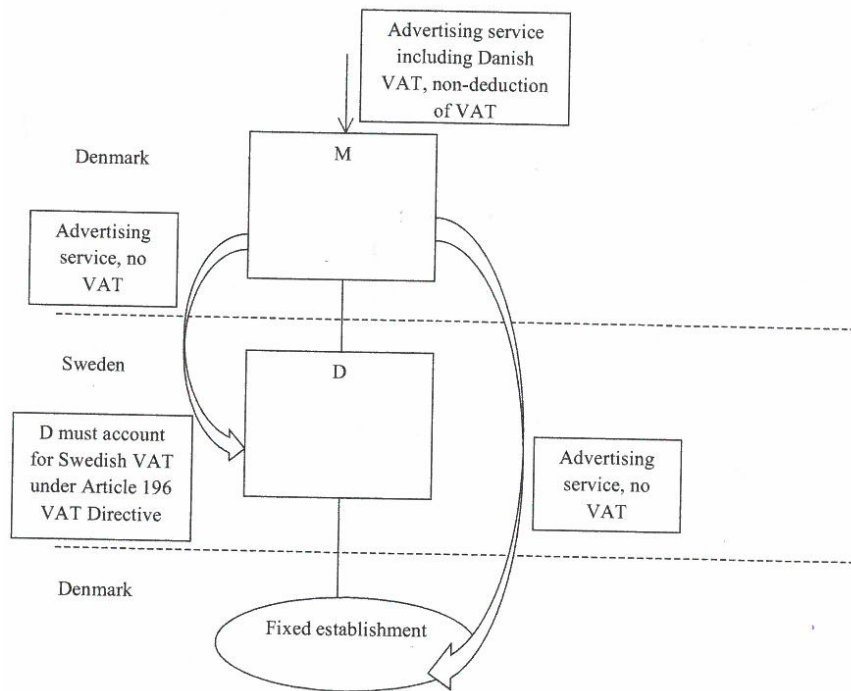 Advertising service
including Danish
VAT, non-deduction
of VAT
Denmark
M
Advertising
service, no
VAT
Sweden
D
D must account
for Swedish VAT
under Article 196
VAT Directive
Advertising
service, no
VAT
Denmark
Fixed establishment